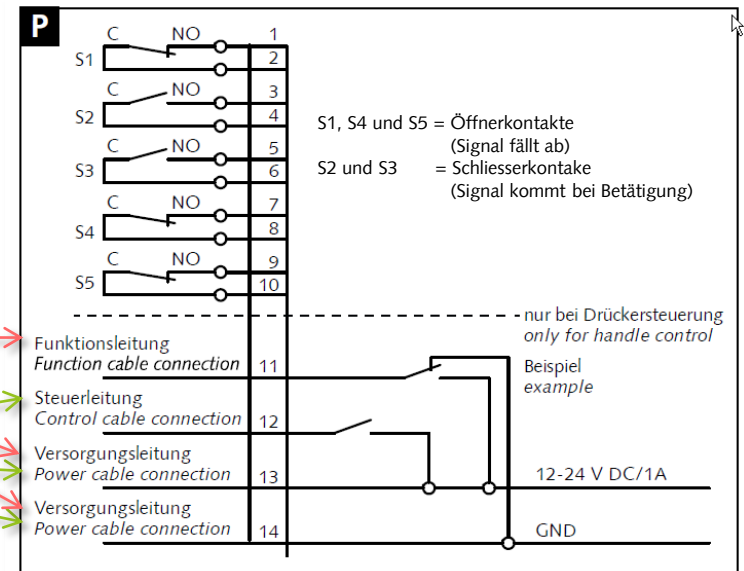 P
C NO 1
S1 2
C NO 3
S2 4
C NO 5
S3 6
C NO 7
S4 8
C NO 9
S5 10
S1, S4 und S5 = Öffnerkontakte
(Signal fällt ab)
S2 und S3 = Schliesserkontake
(Signal kommt bei Betätigung)
nur bei Drückersteuerung
only for handle control
Funktionsleitung
Function cable connection 11
Beispiel
example
Steuerleitung
Control cable connection 12
Versorgungsleitung
Power cable connection 13 12-24 V DC/1A
Versorgungsleitung
Power cable connection 14 GND